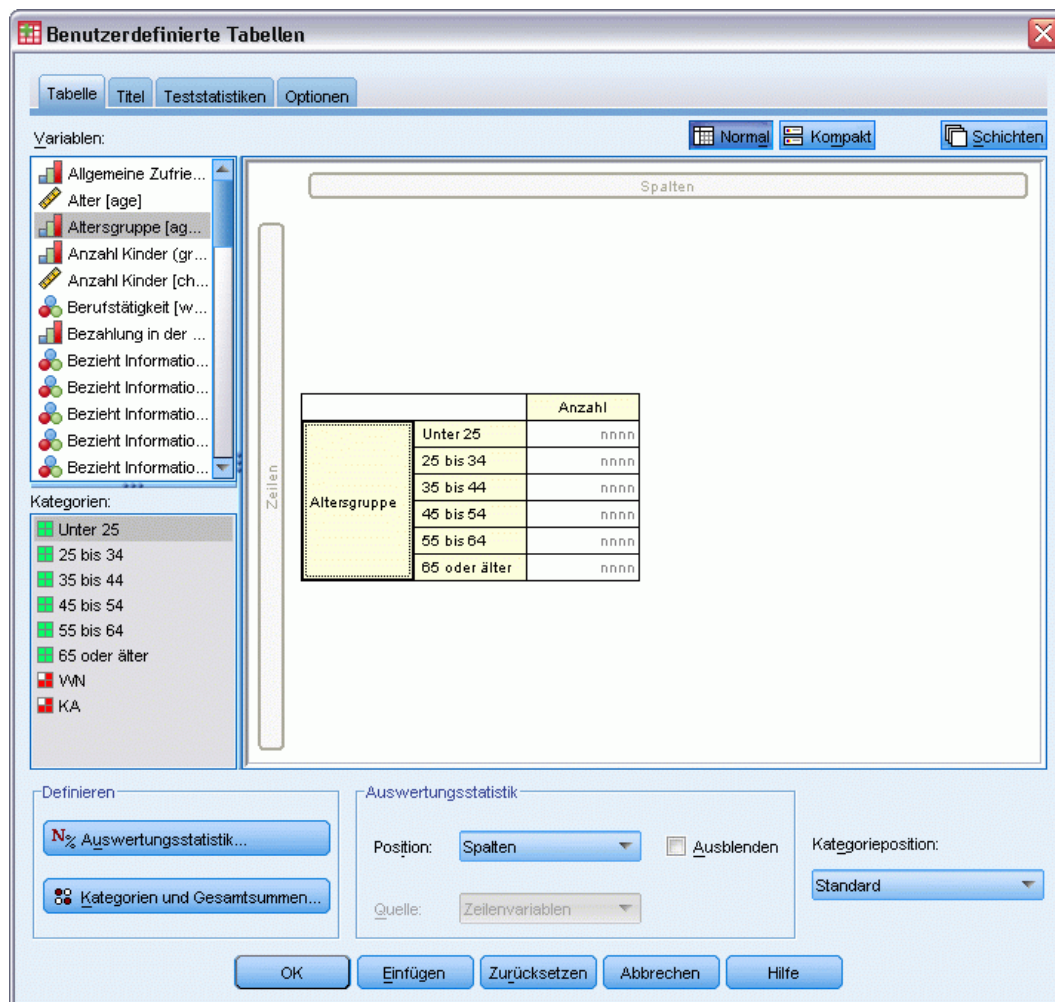 Benutzerdefinierte Tabellen
Tabelle Titel Teststatistiken Optionen
Variablen:
Normal Kompakt Schichten
Allgemeine Zufrie...
Alter [age]
Altersgruppe [ag...
Anzahl Kinder (gr...
Anzahl Kinder [ch...
Berufstätigkeit [w...
Bezahlung in der ...
Bezieht Informatio...
Bezieht Informatio...
Bezieht Informatio...
Bezieht Informatio...
Bezieht Informatio...
Kategorien:
Unter 25
25 bis 34
35 bis 44
45 bis 54
55 bis 64
65 oder älter
WN
KA
Spalten
Zeilen
Anzahl
Altersgruppe
Unter 25 nnnn
25 bis 34 nnnn
35 bis 44 nnnn
45 bis 54 nnnn
55 bis 64 nnnn
65 oder älter nnnn
Definieren
N% Auswertungsstatistik...
Kategorien und Gesamtsummen...
Auswertungsstatistik
Position: Spalten Ausblenden
Quelle: Zeilenvariablen
Kategorieposition:
Standard
OK Einfügen Zurücksetzen Abbrechen Hilfe